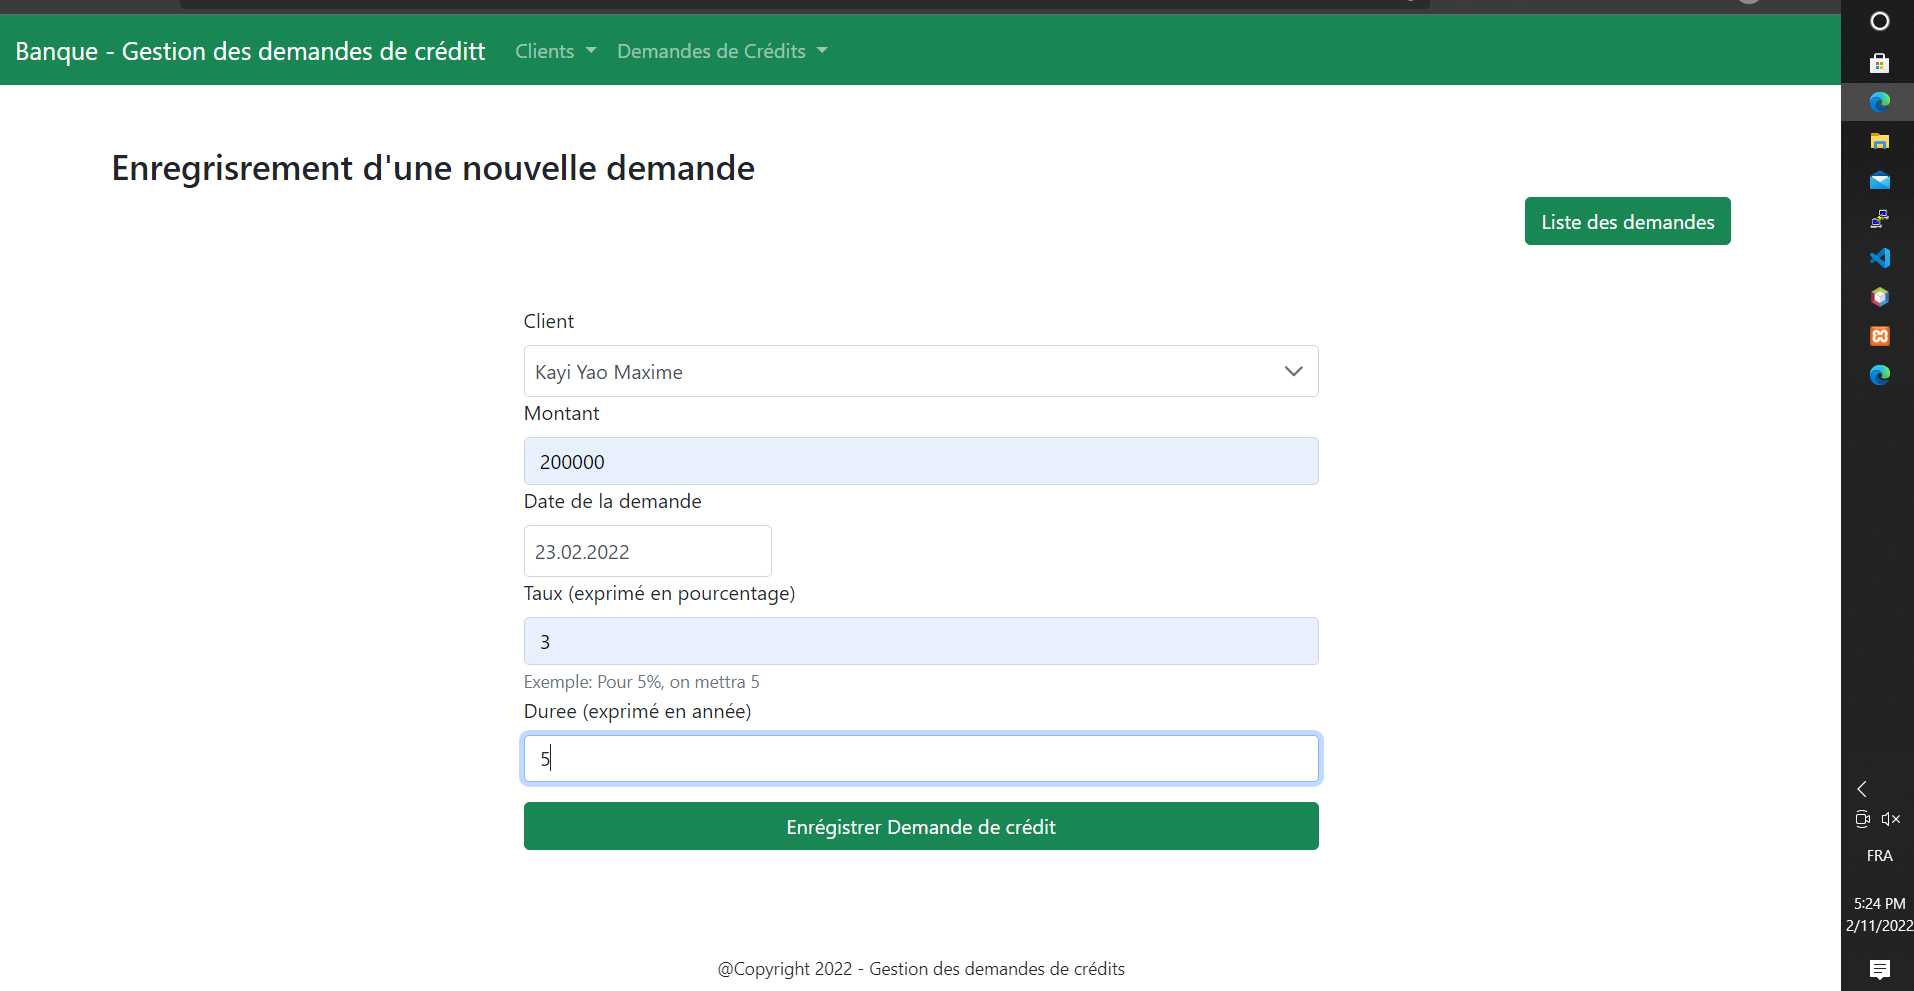 Banque - Gestion des demandes de créditt Clients Demandes de Crédits
Enregrisrement d'une nouvelle demande
Liste des demandes
Client
Kayi Yao Maxime
Montant
200000
Date de la demande
23.02.2022
Taux (exprimé en pourcentage)
3
Exemple: Pour 5%, on mettra 5
Duree (exprimé en année)
5
Enrégistrer Demande de crédit
@Copyright 2022 - Gestion des demandes de crédits
FRA
5:24 PM
2/11/2022